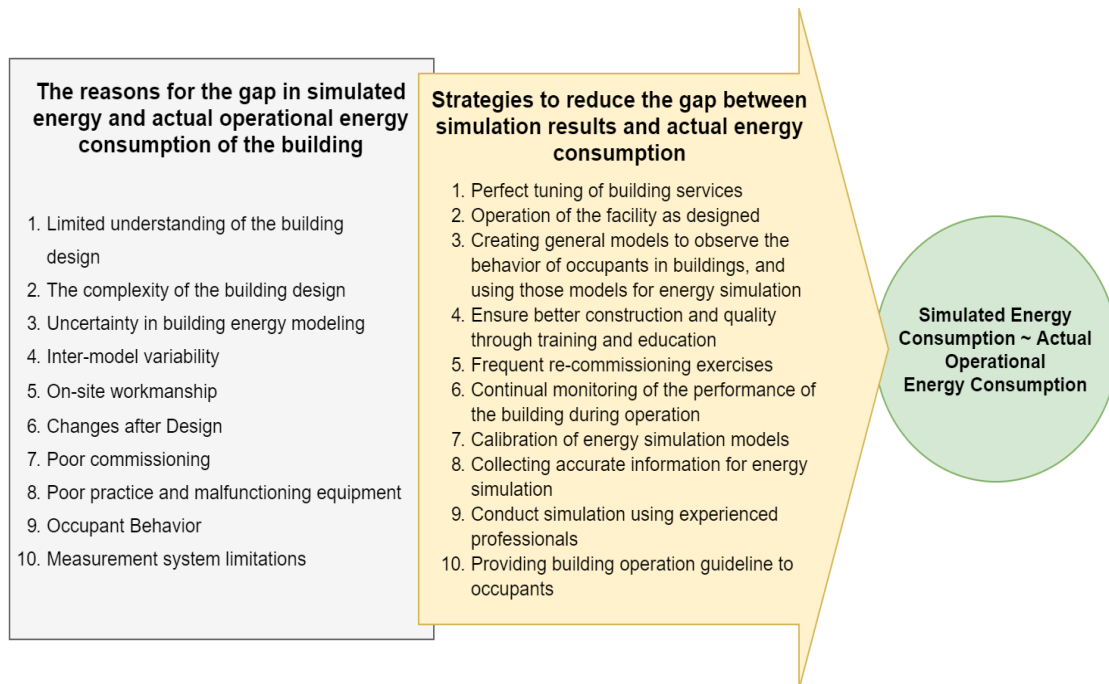 The reasons for the gap in simulated
energy and actual operational energy
consumption of the building
1. Limited understanding of the building
design
2. The complexity of the building design
3. Uncertainty in building energy modeling
4. Inter-model variability
5. On-site workmanship
6. Changes after Design
7. Poor commissioning
8. Poor practice and malfunctioning equipment
9. Occupant Behavior
10. Measurement system limitations
Strategies to reduce the gap between
simulation results and actual energy
consumption
1. Perfect tuning of building services
2. Operation of the facility as designed
3. Creating general models to observe the
behavior of occupants in buildings, and
using those models for energy simulation
4. Ensure better construction and quality
through training and education
5. Frequent re-commissioning exercises
6. Continual monitoring of the performance of
the building during operation
7. Calibration of energy simulation models
8. Collecting accurate information for energy
simulation
9. Conduct simulation using experienced
professionals
10. Providing building operation guideline to
occupants
Simulated Energy
Consumption ~ Actual
Operational
Energy Consumption